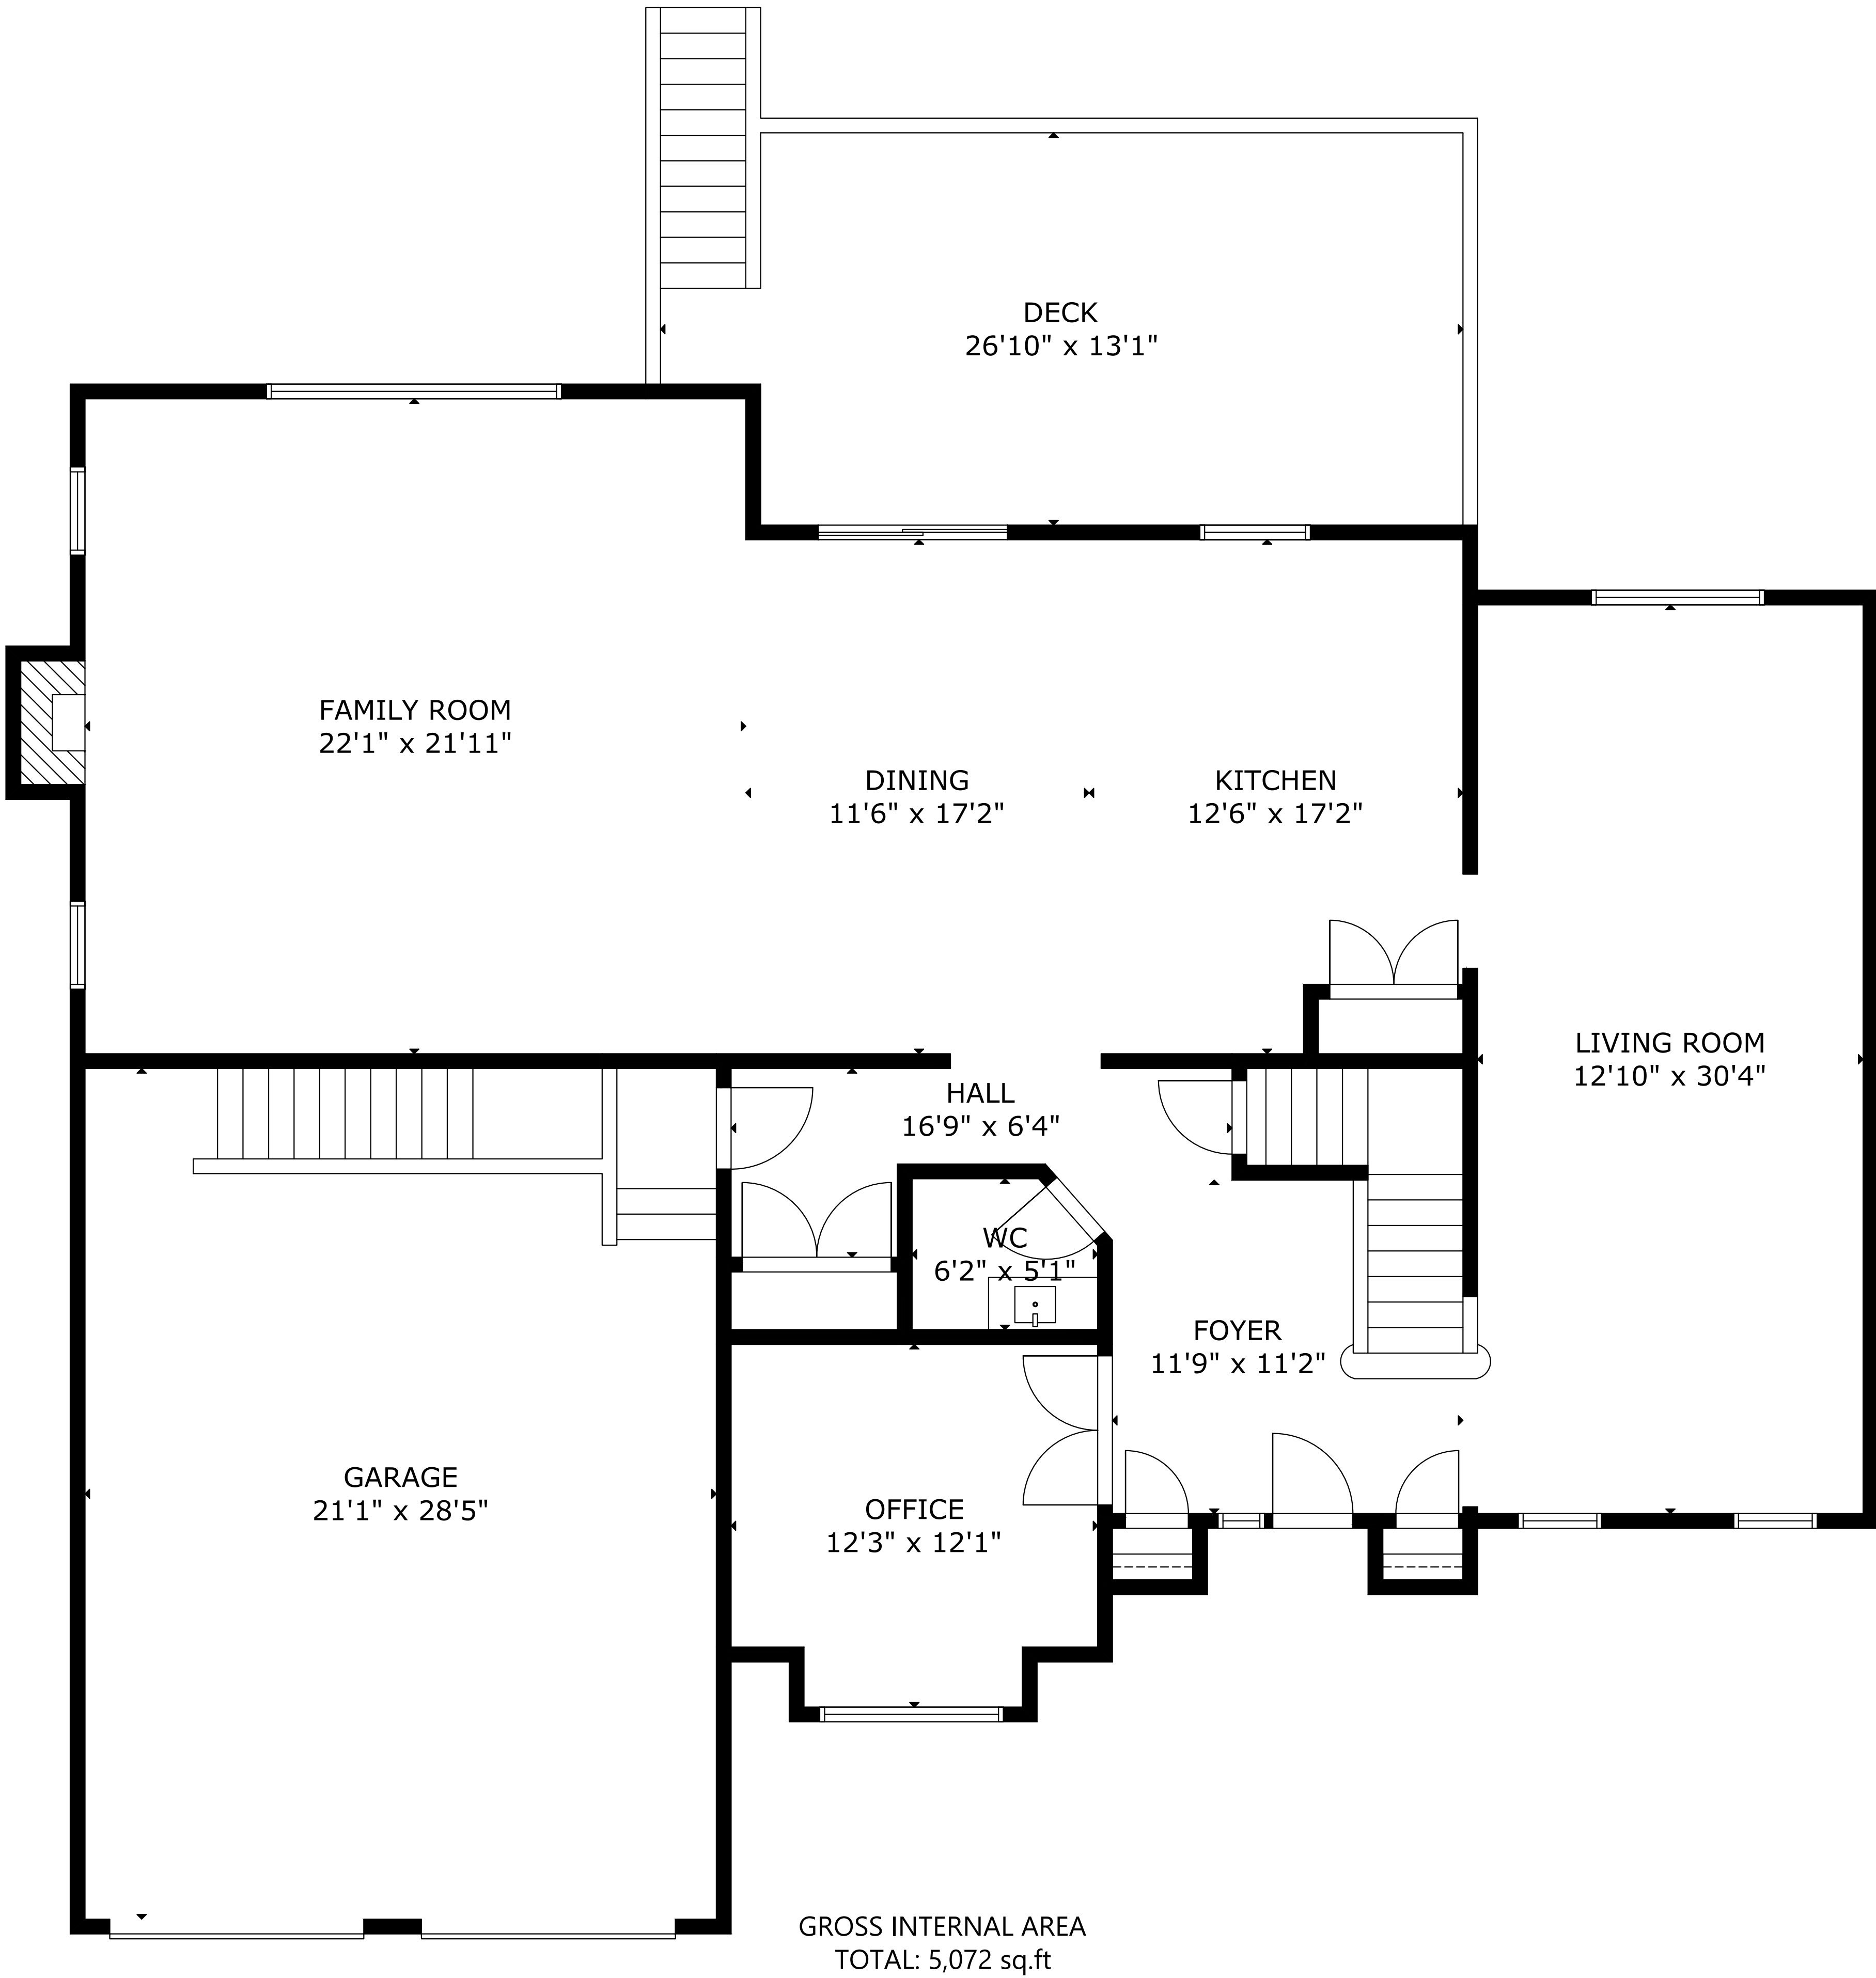 DECK
26'10" x 13'1"
FAMILY ROOM
22'1" x 21'11"
DINING
11'6" x 17'2"
KITCHEN
12'6" x 17'2"
LIVING ROOM
12'10" x 30'4"
HALL
16'9" x 6'4"
WC
6'2" x 5'1"
FOYER
11'9" x 11'2"
GARAGE
21'1" x 28'5"
OFFICE
12'3" x 12'1"
GROSS INTERNAL AREA
TOTAL: 5,072 sq.ft